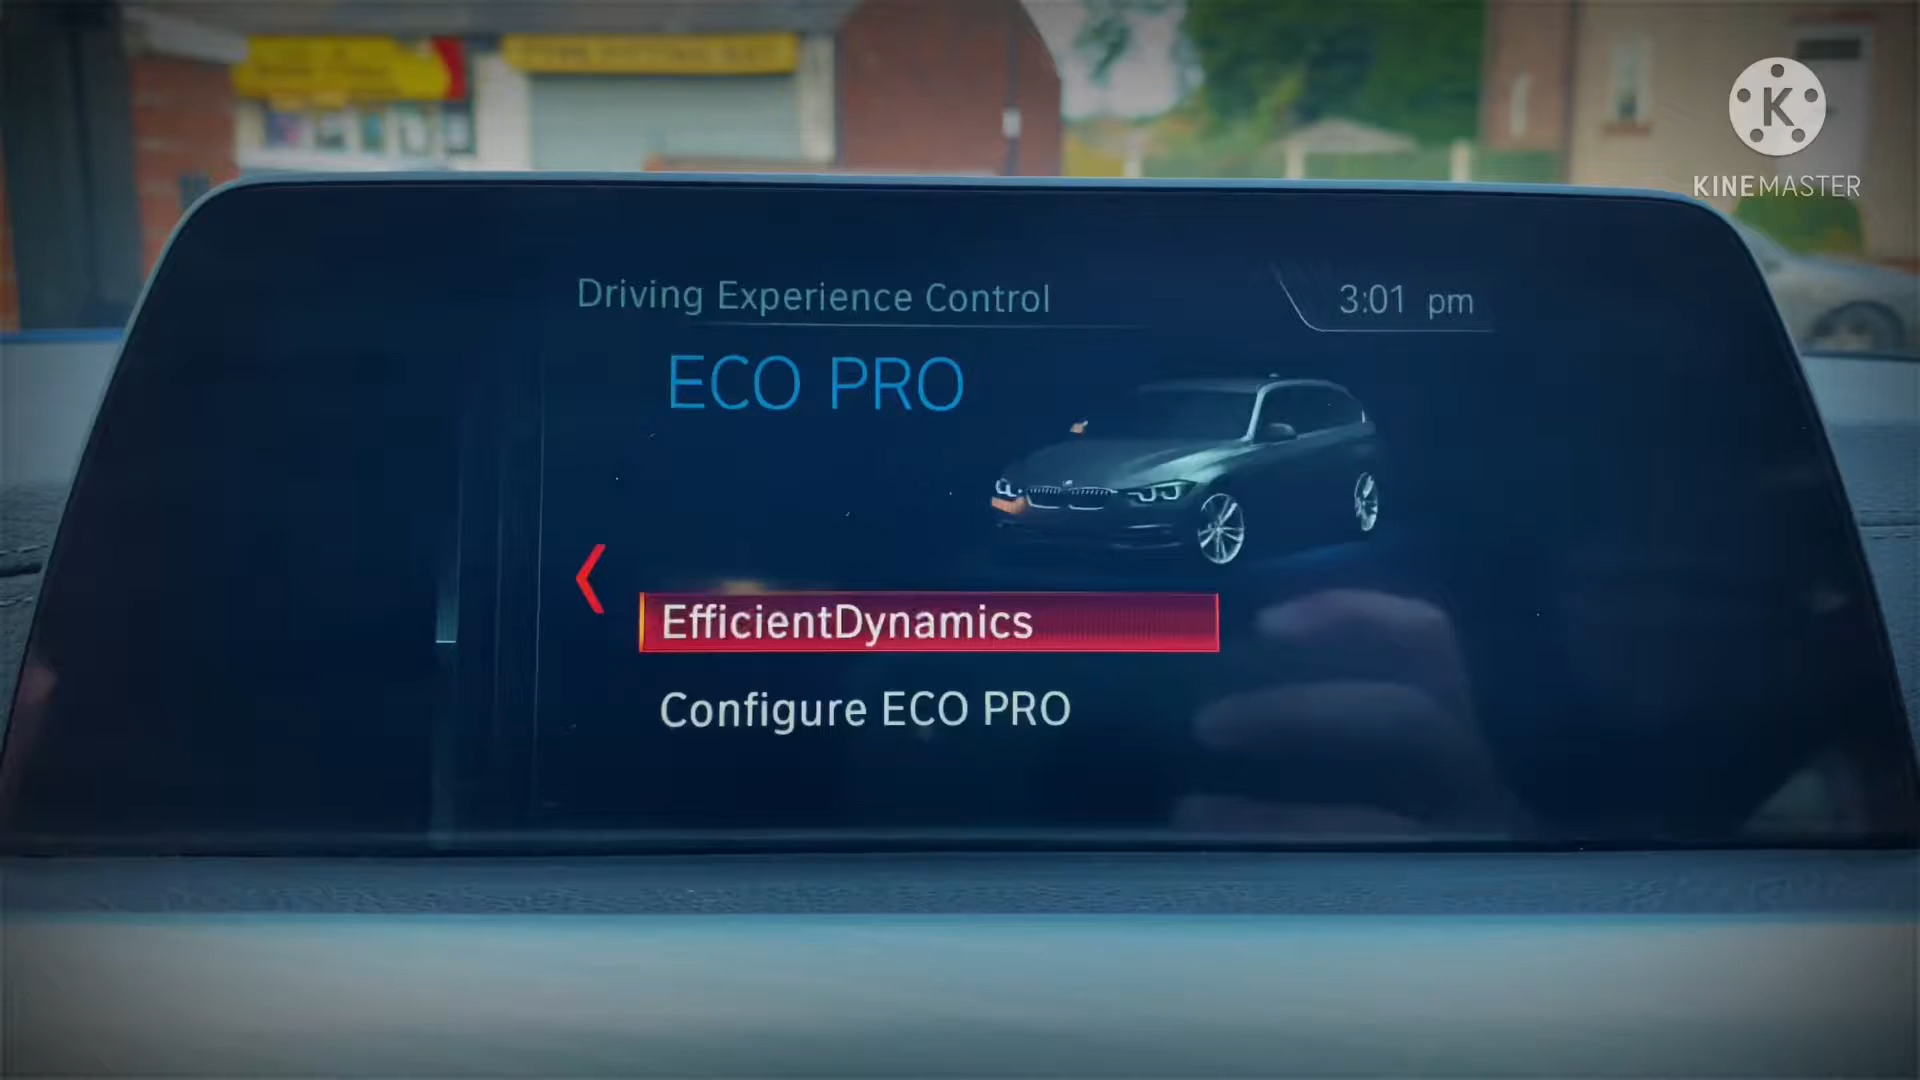 K
KINEMASTER
Driving Experience Control
3:01 pm
ECO PRO
EfficientDynamics
Configure ECO PRO